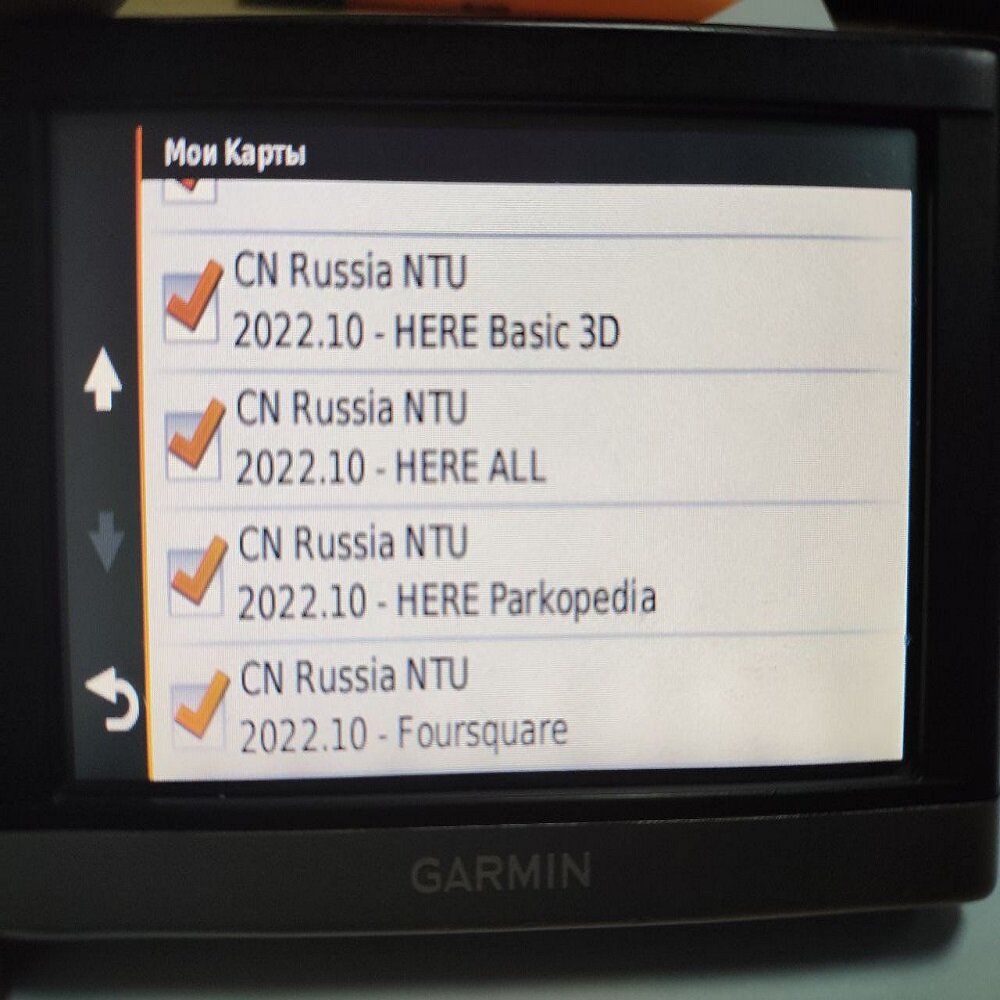 Мои Карты
CN Russia NTU
2022.10 - HERE Basic 3D
CN Russia NTU
2022.10 - HERE ALL
CN Russia NTU
2022.10 - HERE Parkopedia
CN Russia NTU
2022.10 - Foursquare
GARMIN